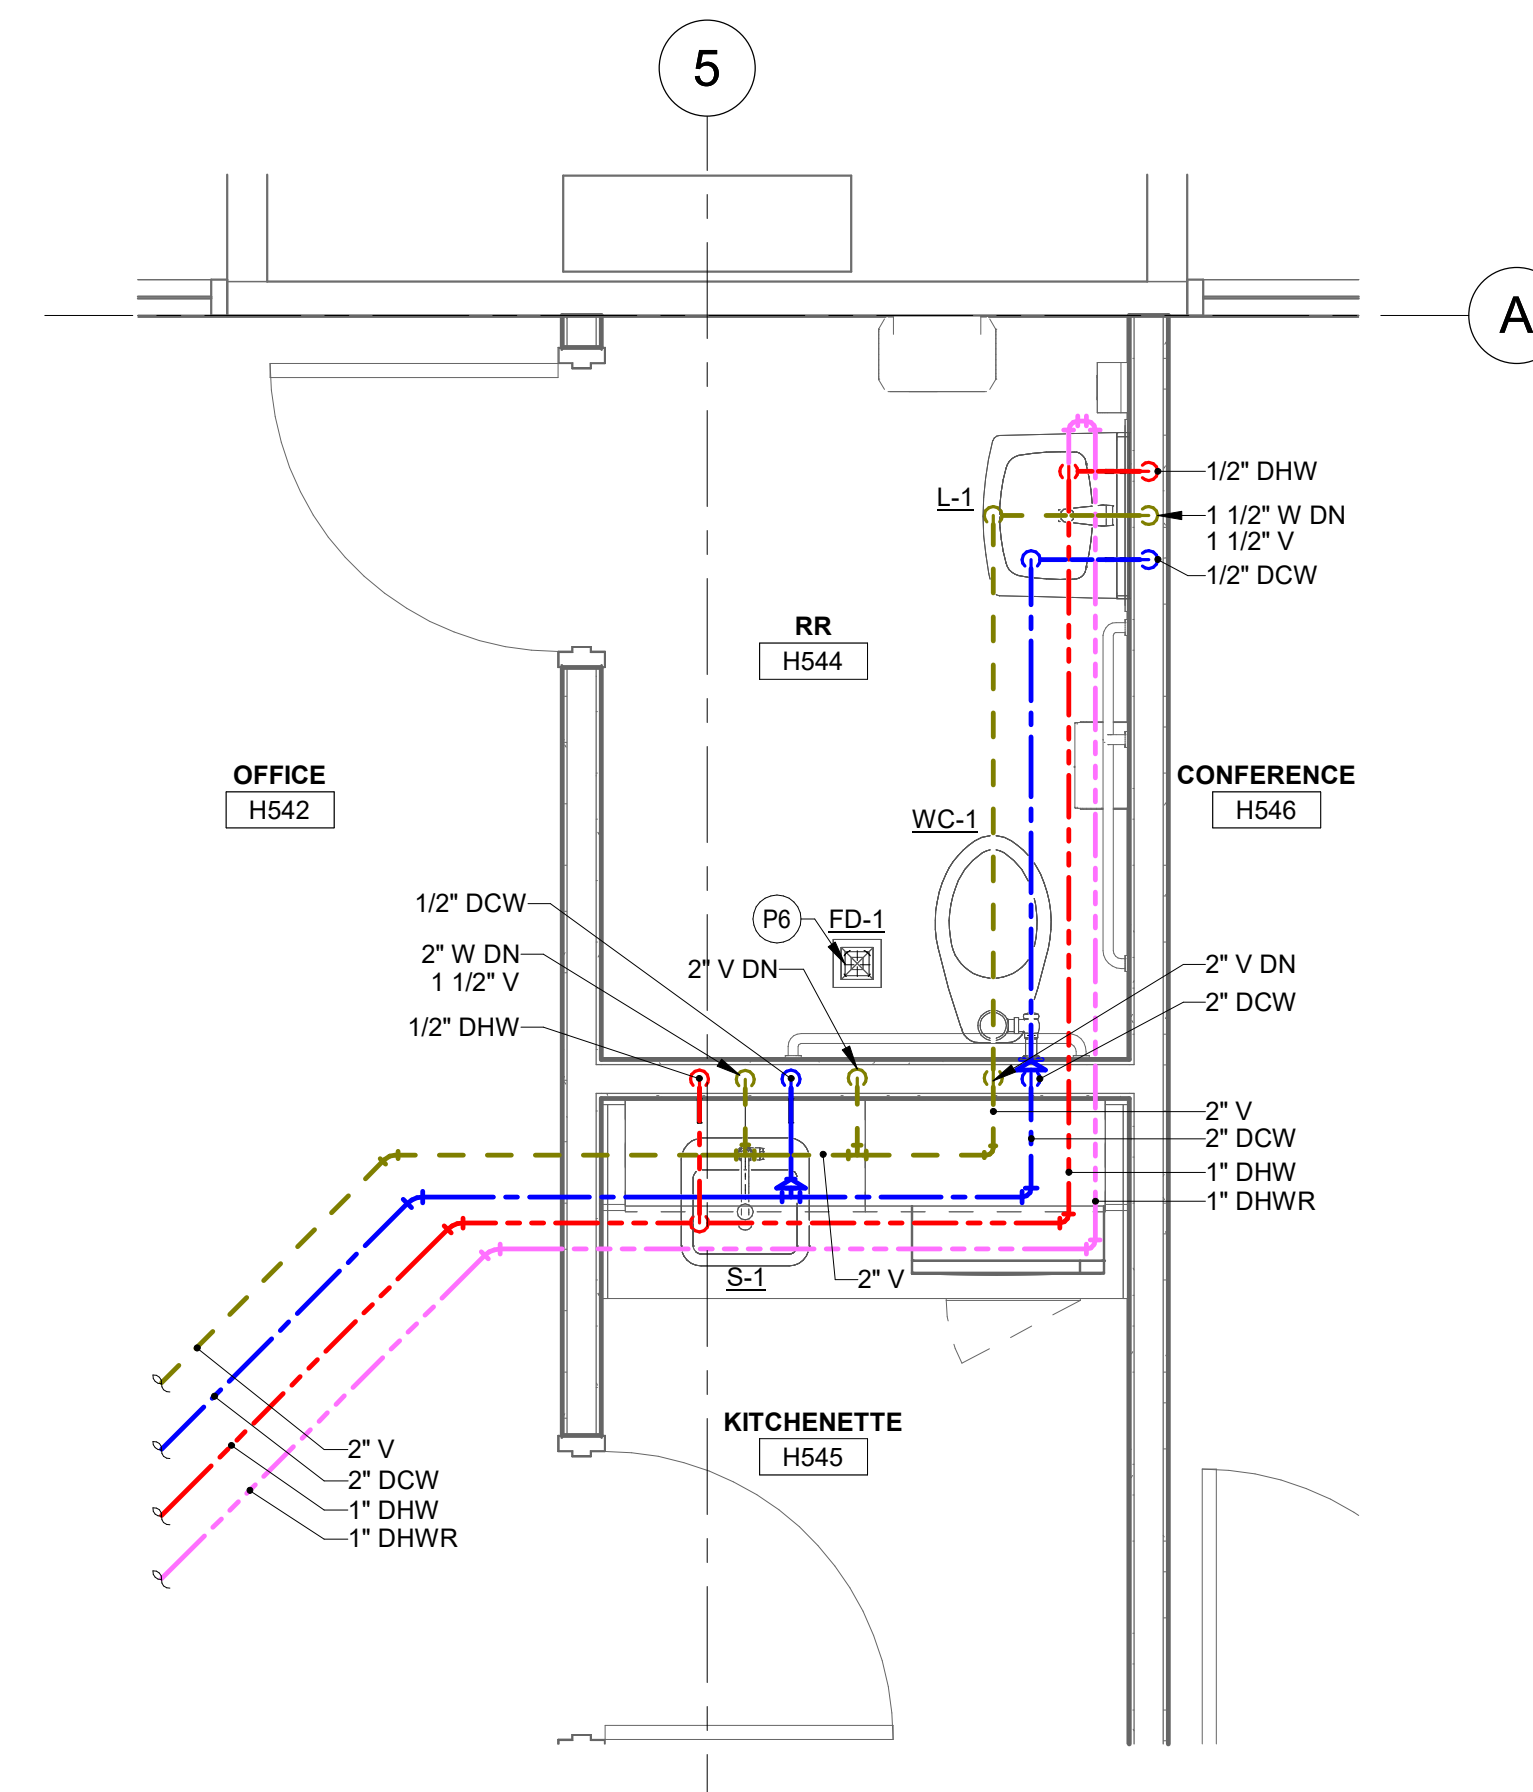 5
A
1/2" DHW
L-1
1 1/2" W DN
1 1/2" V
1/2" DCW
RR
H544
OFFICE
H542
CONFERENCE
H546
WC-1
1/2" DCW
P6
FD-1
2" W DN
1 1/2" V
2" V DN
1/2" DHW
2" V DN
2" DCW
2" V
2" DCW
1" DHW
1" DHWR
S-1
2" V
KITCHENETTE
H545
2" V
2" DCW
1" DHW
1" DHWR